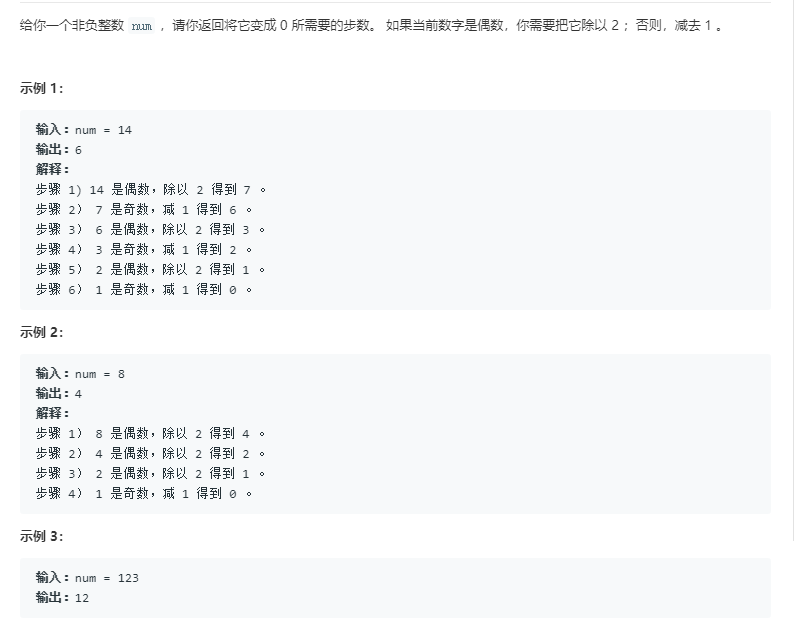 给你一个非负整数 num ，请你返回将它变成 0 所需要的步数。 如果当前数字是偶数，你需要把它除以 2 ；否则，减去 1 。
示例 1：
输入：num = 14
输出：6
解释：
步骤 1) 14 是偶数，除以 2 得到 7 。
步骤 2） 7 是奇数，减 1 得到 6 。
步骤 3） 6 是偶数，除以 2 得到 3 。
步骤 4） 3 是奇数，减 1 得到 2 。
步骤 5） 2 是偶数，除以 2 得到 1 。
步骤 6） 1 是奇数，减 1 得到 0 。
示例 2：
输入：num = 8
输出：4
解释：
步骤 1） 8 是偶数，除以 2 得到 4 。
步骤 2） 4 是偶数，除以 2 得到 2 。
步骤 3） 2 是偶数，除以 2 得到 1 。
步骤 4） 1 是奇数，减 1 得到 0 。
示例 3：
输入：num = 123
输出：12